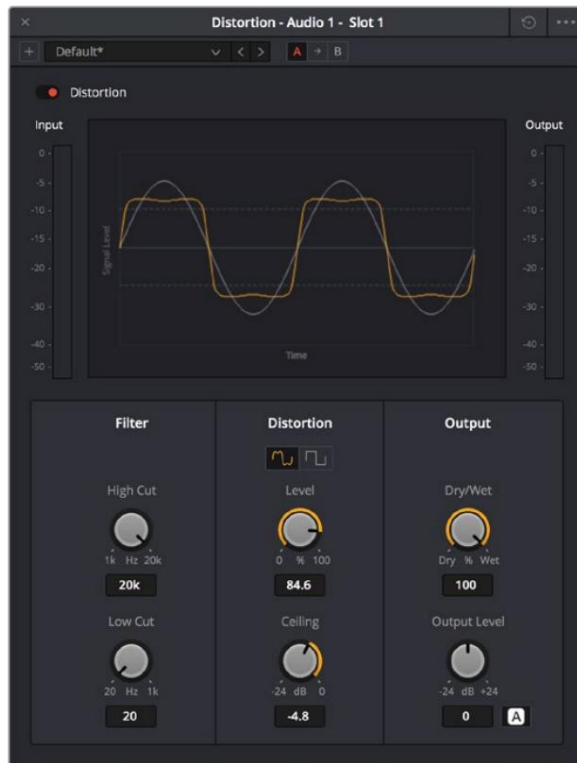 Distortion - Audio 1 - Slot 1
Default*
A B
Distortion
Input
Output
0
-5
-10
-15
-20
-30
-40
-50
Signal Level
Time
0
-5
-10
-15
-20
-30
-40
-50
Filter
Distortion
Output
High Cut
Level
Dry/Wet
1k Hz 20k
0 % 100
Dry % Wet
20k
84.6
100
Low Cut
Ceiling
Output Level
20 Hz 1k
-24 dB 0
-24 dB +24
20
-4.8
0
A